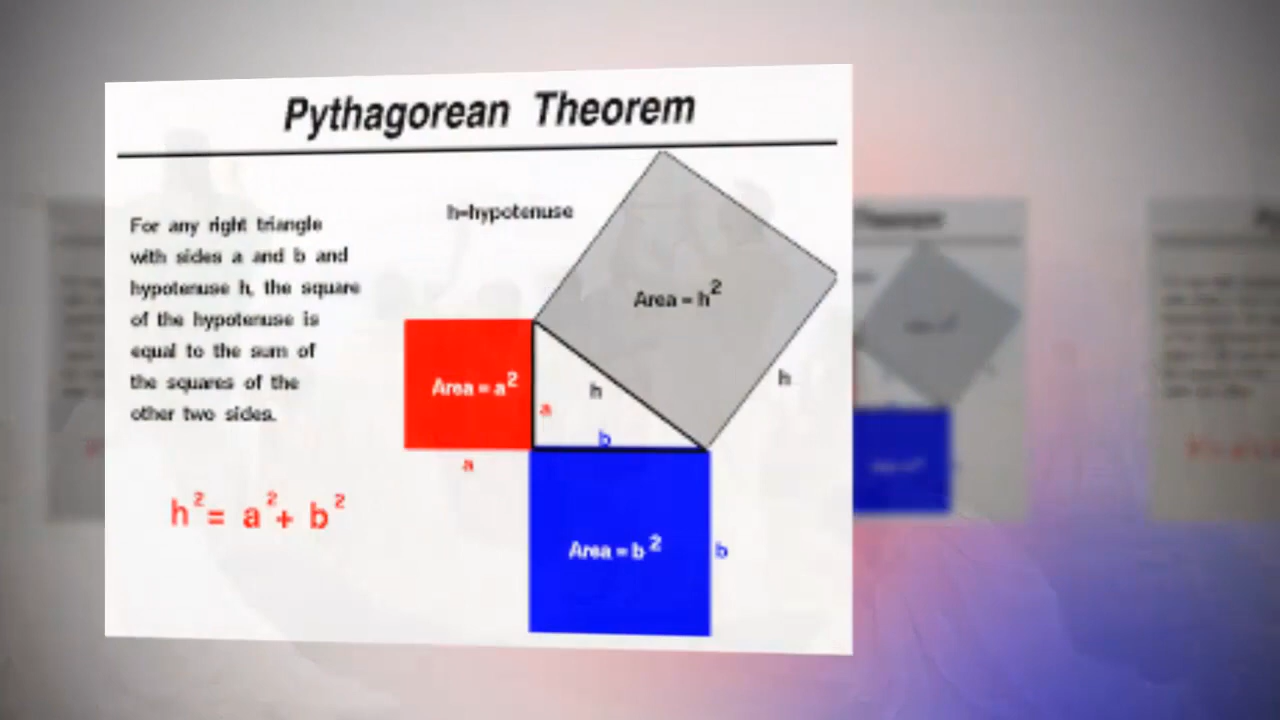 Pythagorean Theorem
h=hypotenuse
For any right triangle
with sides a and b and
hypotenuse h, the square
of the hypotenuse is
equal to the sum of
the squares of the
other two sides.
h²= a²+ b²
Area = h²
h
h
Area = a²
a
a
b
Area = b²
b
Theorem